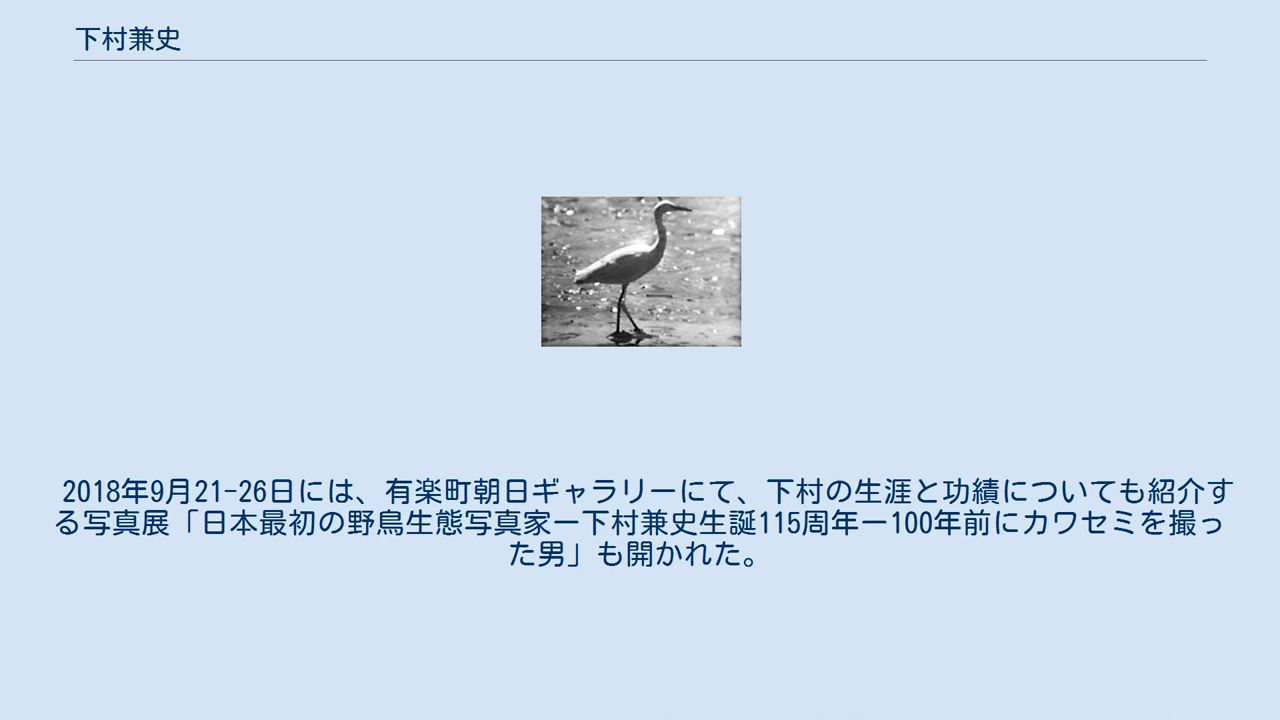 下村兼史
2018年9月21-26日には、有楽町朝日ギャラリーにて、下村の生涯と功績についても紹介す
る写真展「日本最初の野鳥生態写真家ー下村兼史生誕115周年ー100年前にカワセミを撮っ
た男」も開かれた。